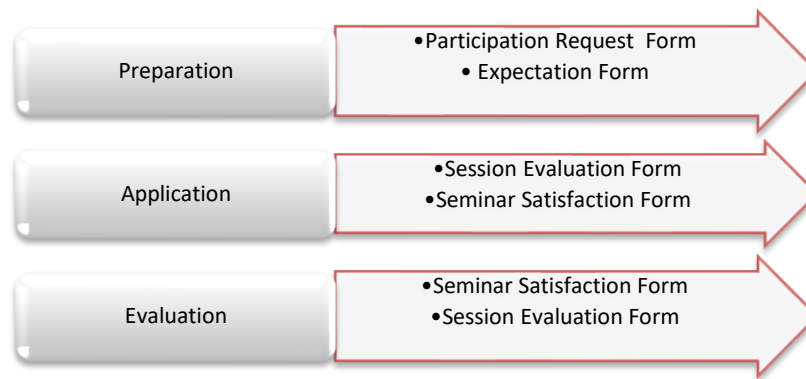 Preparation
•Participation Request  Form
• Expectation Form
Application
•Session Evaluation Form
•Seminar Satisfaction Form
Evaluation
•Seminar Satisfaction Form
•Session Evaluation Form